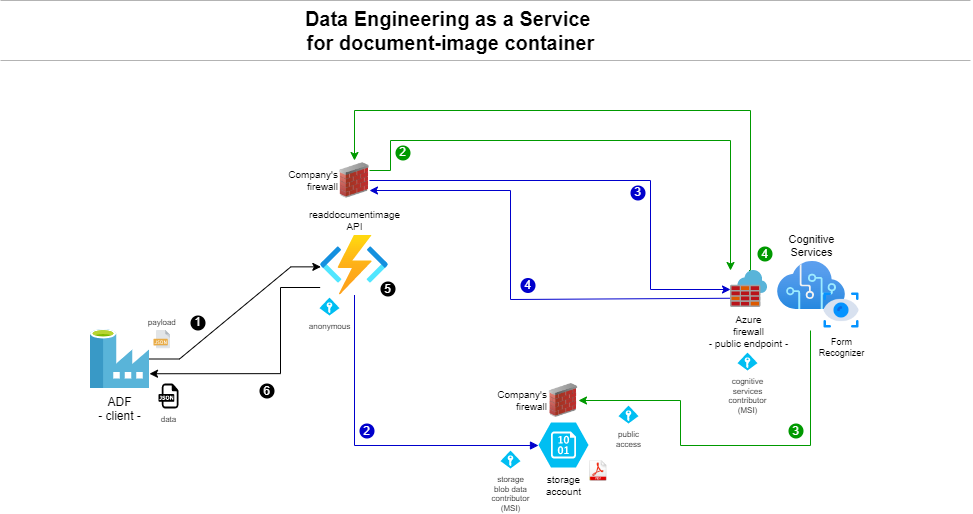 Data Engineering as a Service
for document-image container
2
Company's
firewall
3
readdocumentimage
API
Cognitive
Services
4
4
5
anonymous
payload
JSON
1
Azure
firewall
- public endpoint -
Form
Recognizer
ADF
- client -
JSON
data
6
cognitive
services
contributor
(MSI)
Company's
firewall
2
public
access
3
10
01
storage
blob data
contributor
(MSI)
storage
account
PDF